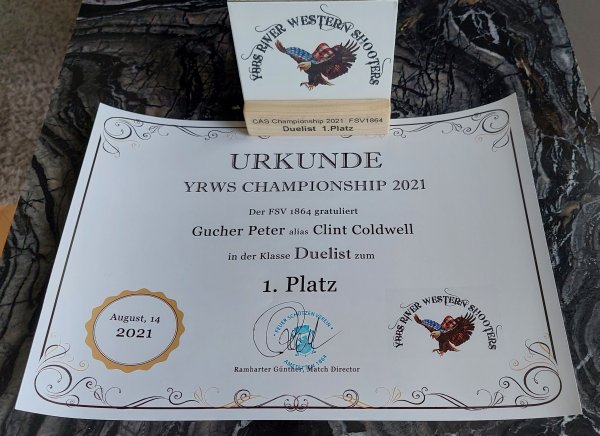 YBBS RIVER WESTERN SHOOTERS
CAS Championship 2021 FSV1864
Duelist 1.Platz
URKUNDE
YRWS CHAMPIONSHIP 2021
Der FSV 1864 gratuliert
Gucher Peter alias Clint Coldwell
in der Klasse Duelist zum
1. Platz
August, 14
2021
YBBS RIVER WESTERN SHOOTERS
Ramharter Günther, Match Director